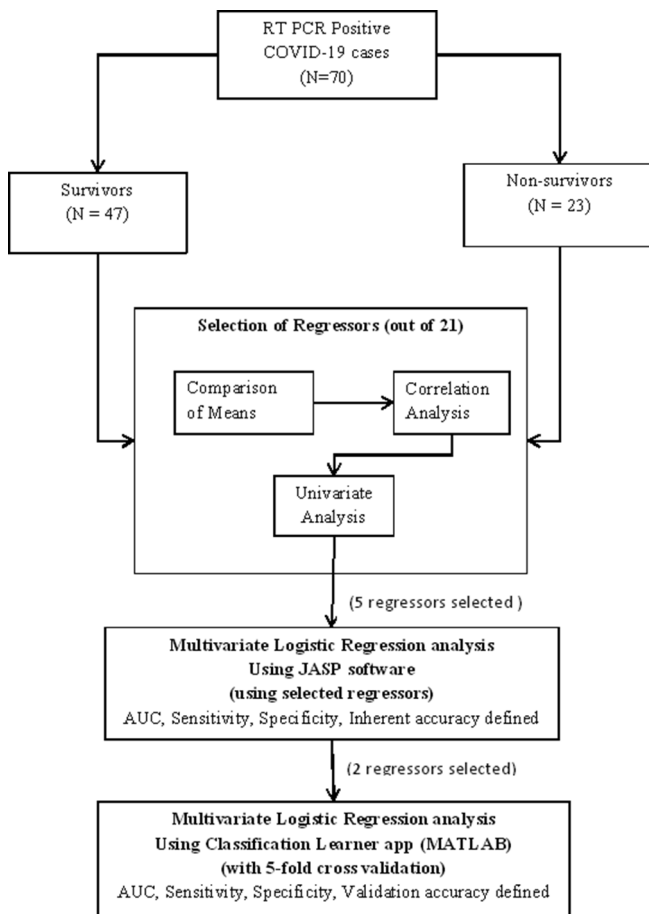 RT PCR Positive
COVID-19 cases
(N=70)
Survivors
(N = 47)
Non-survivors
(N = 23)
Selection of Regressors (out of 21)
Comparison
of Means
Correlation
Analysis
Univariate
Analysis
(5 regressors selected )
Multivariate Logistic Regression analysis
Using JASP software
(using selected regressors)
AUC, Sensitivity, Specificity, Inherent accuracy defined
(2 regressors selected)
Multivariate Logistic Regression analysis
Using Classification Learner app (MATLAB)
(with 5-fold cross validation)
AUC, Sensitivity, Specificity, Validation accuracy defined